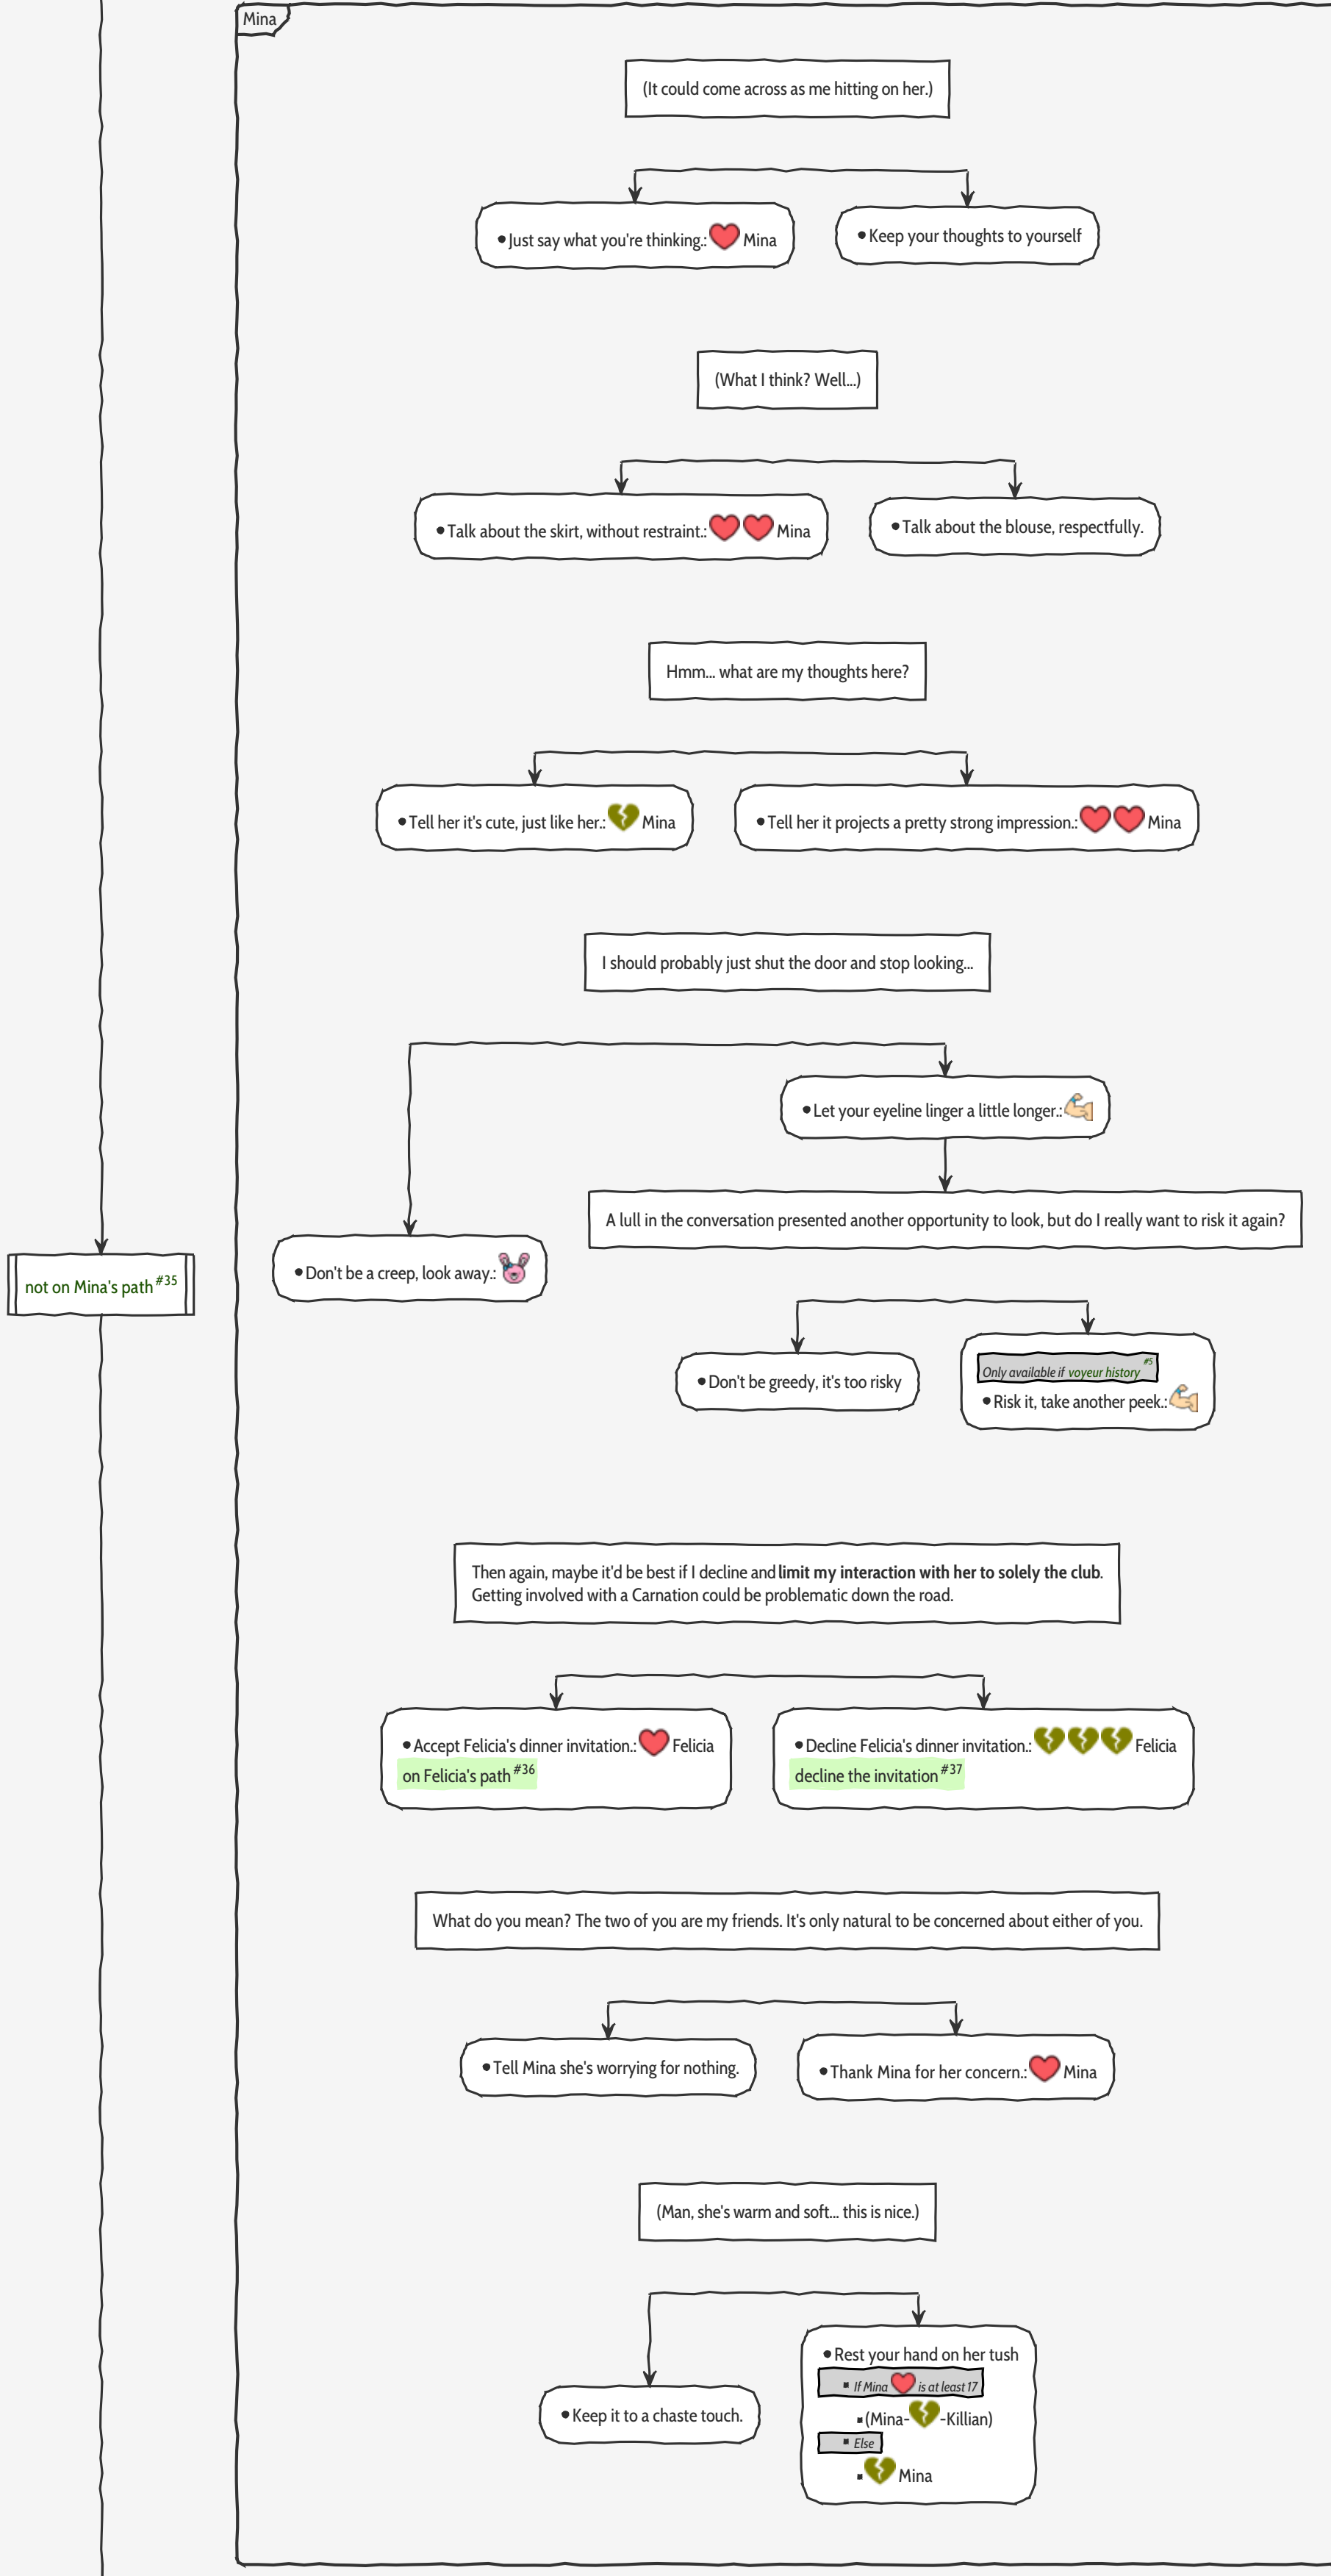 Mina
(It could come across as me hitting on her.)
Just say what you're thinking.: Mina
Keep your thoughts to yourself
(What I think? Well...)
Talk about the skirt, without restraint.: Mina
Talk about the blouse, respectfully.
Hmm... what are my thoughts here?
Tell her it's cute, just like her.: Mina
Tell her it projects a pretty strong impression.: Mina
I should probably just shut the door and stop looking...
Let your eyeline linger a little longer.:
A lull in the conversation presented another opportunity to look, but do I really want to risk it again?
Don't be a creep, look away.:
not on Mina's path #35
Don't be greedy, it's too risky
Only available if voyeur history #5
Risk it, take another peek.:
Then again, maybe it'd be best if I decline and limit my interaction with her to solely the club.
Getting involved with a Carnation could be problematic down the road.
Accept Felicia's dinner invitation.: Felicia
on Felicia's path #36
Decline Felicia's dinner invitation.: Felicia
decline the invitation #37
What do you mean? The two of you are my friends. It's only natural to be concerned about either of you.
Tell Mina she's worrying for nothing.
Thank Mina for her concern.: Mina
(Man, she's warm and soft... this is nice.)
Keep it to a chaste touch.
Rest your hand on her tush
If Mina is at least 17
(Mina--Killian)
Else
Mina